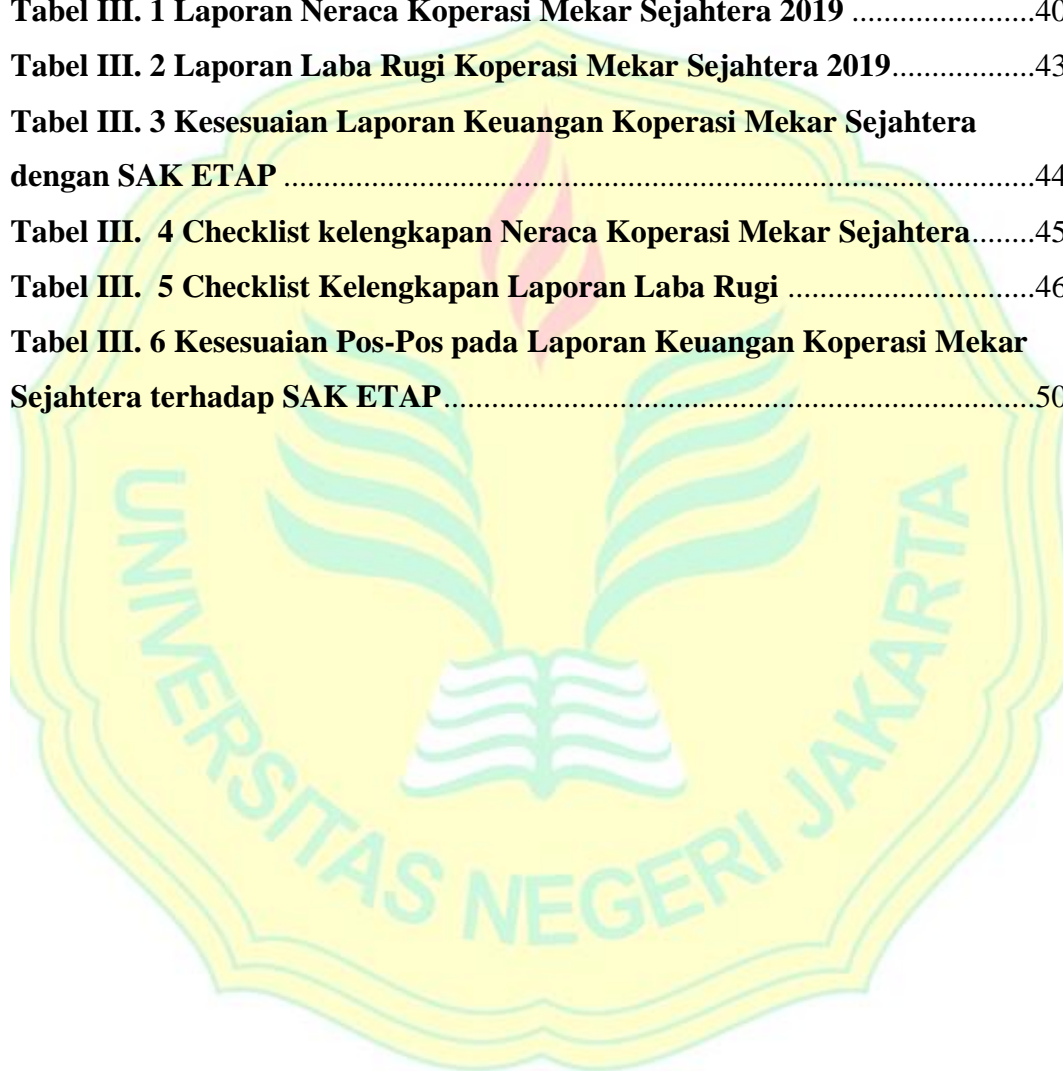 Tabel III. 1 Laporan Neraca Koperasi Mekar Sejahtera 2019 ....................40
Tabel III. 2 Laporan Laba Rugi Koperasi Mekar Sejahtera 2019...............43
Tabel III. 3 Kesesuaian Laporan Keuangan Koperasi Mekar Sejahtera
dengan SAK ETAP ................................................................................44
Tabel III.  4 Checklist kelengkapan Neraca Koperasi Mekar Sejahtera.......45
Tabel III.  5 Checklist Kelengkapan Laporan Laba Rugi ..........................46
Tabel III. 6 Kesesuaian Pos-Pos pada Laporan Keuangan Koperasi Mekar
Sejahtera terhadap SAK ETAP................................................................50
UNIVERSITAS NEGERI JAKARTA